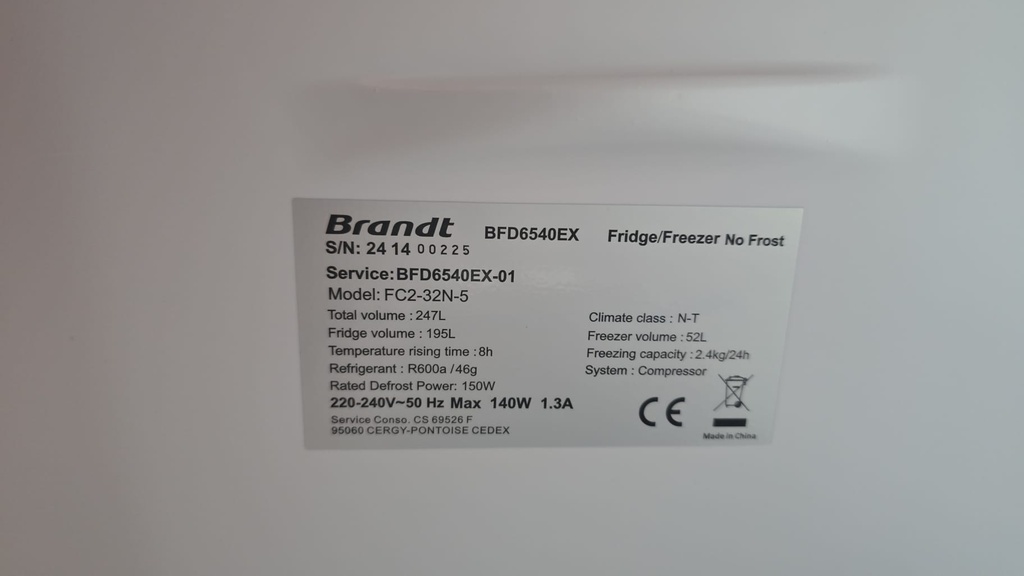 Brandt BFD6540EX Fridge/Freezer No Frost
S/N: 24 14 00225
Service:BFD6540EX-01
Model: FC2-32N-5
Total volume : 247L
Fridge volume : 195L
Temperature rising time : 8h
Refrigerant : R600a /46g
Rated Defrost Power: 150W
220-240V~50 Hz Max 140W 1.3A
Service Conso. CS 69526 F
95060 CERGY-PONTOISE CEDEX
Climate class : N-T
Freezer volume : 52L
Freezing capacity : 2.4kg/24h
System : Compressor
CE
Made in China